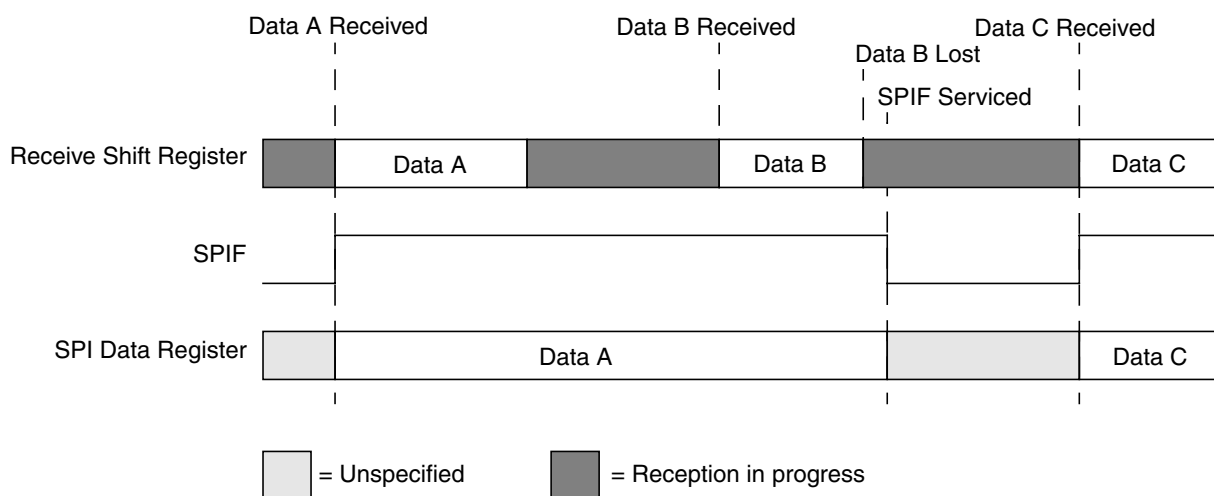 Data A Received
Data B Received
Data C Received
Data B Lost
SPIF Serviced
Receive Shift Register
Data A
Data B
Data C
SPIF
SPI Data Register
Data A
Data C
= Unspecified
= Reception in progress